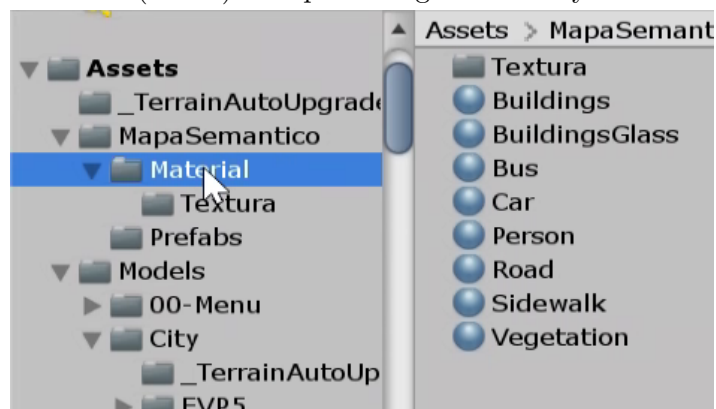 Assets
_TerrainAutoUpgrade
MapaSemantico
Material
Textura
Prefabs
Models
00-Menu
City
_TerrainAutoUp
EVP5
Assets > MapaSemant
Textura
Buildings
BuildingsGlass
Bus
Car
Person
Road
Sidewalk
Vegetation